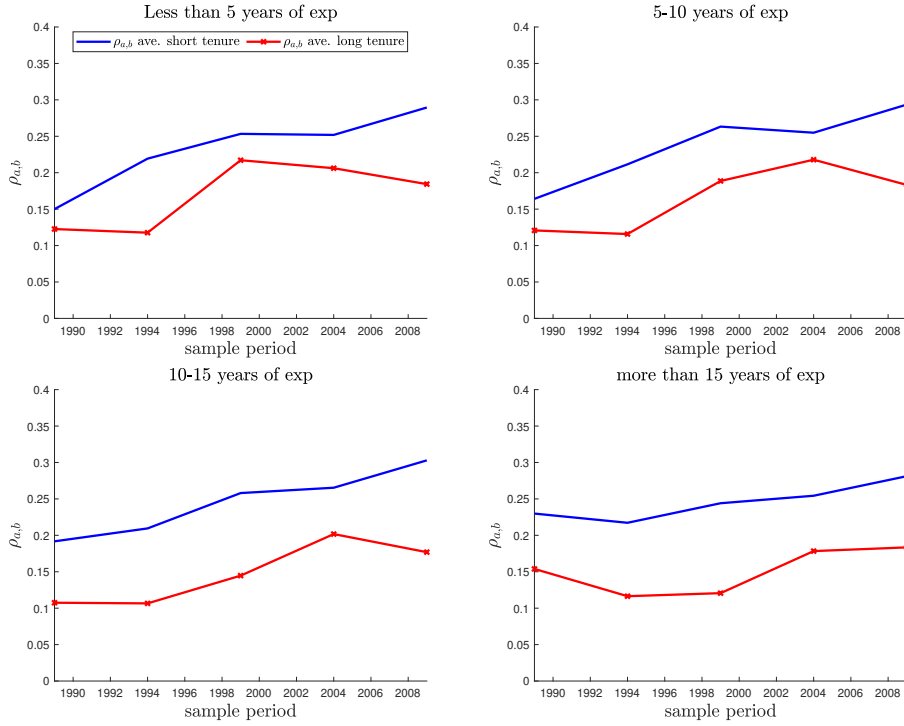 Less than 5 years of exp
ρa,b ave. short tenure ρa,b ave. long tenure
0.4
0.35
0.3
0.25
0.2
0.15
0.1
0.05
0
ρa,b
1990 1992 1994 1996 1998 2000 2002 2004 2006 2008
sample period
5-10 years of exp
0.4
0.35
0.3
0.25
0.2
0.15
0.1
0.05
0
ρa,b
1990 1992 1994 1996 1998 2000 2002 2004 2006 2008
sample period
10-15 years of exp
0.4
0.35
0.3
0.25
0.2
0.15
0.1
0.05
0
ρa,b
1990 1992 1994 1996 1998 2000 2002 2004 2006 2008
sample period
more than 15 years of exp
0.4
0.35
0.3
0.25
0.2
0.15
0.1
0.05
0
ρa,b
1990 1992 1994 1996 1998 2000 2002 2004 2006 2008
sample period